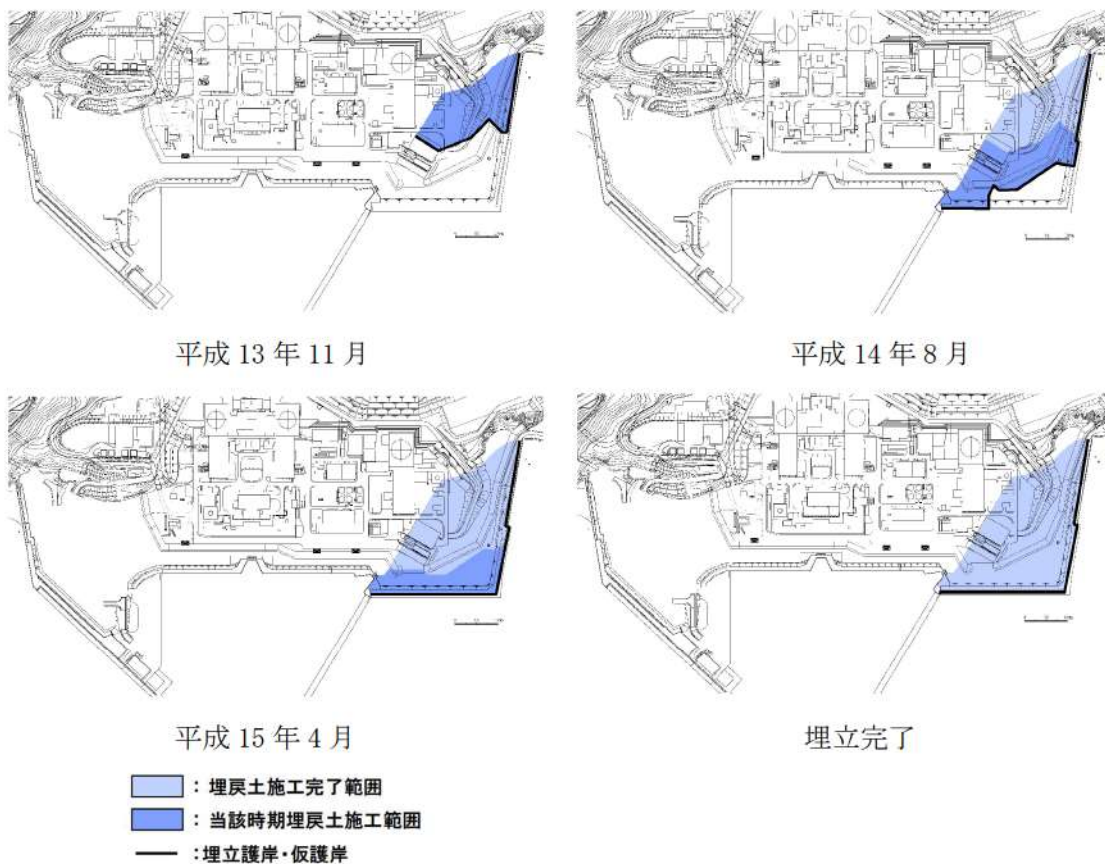 平成 13 年 11 月
平成 14 年 8 月
平成 15 年 4 月
埋立完了
：埋戻土施工完了範囲
：当該時期埋戻土施工範囲
：埋立護岸・仮護岸